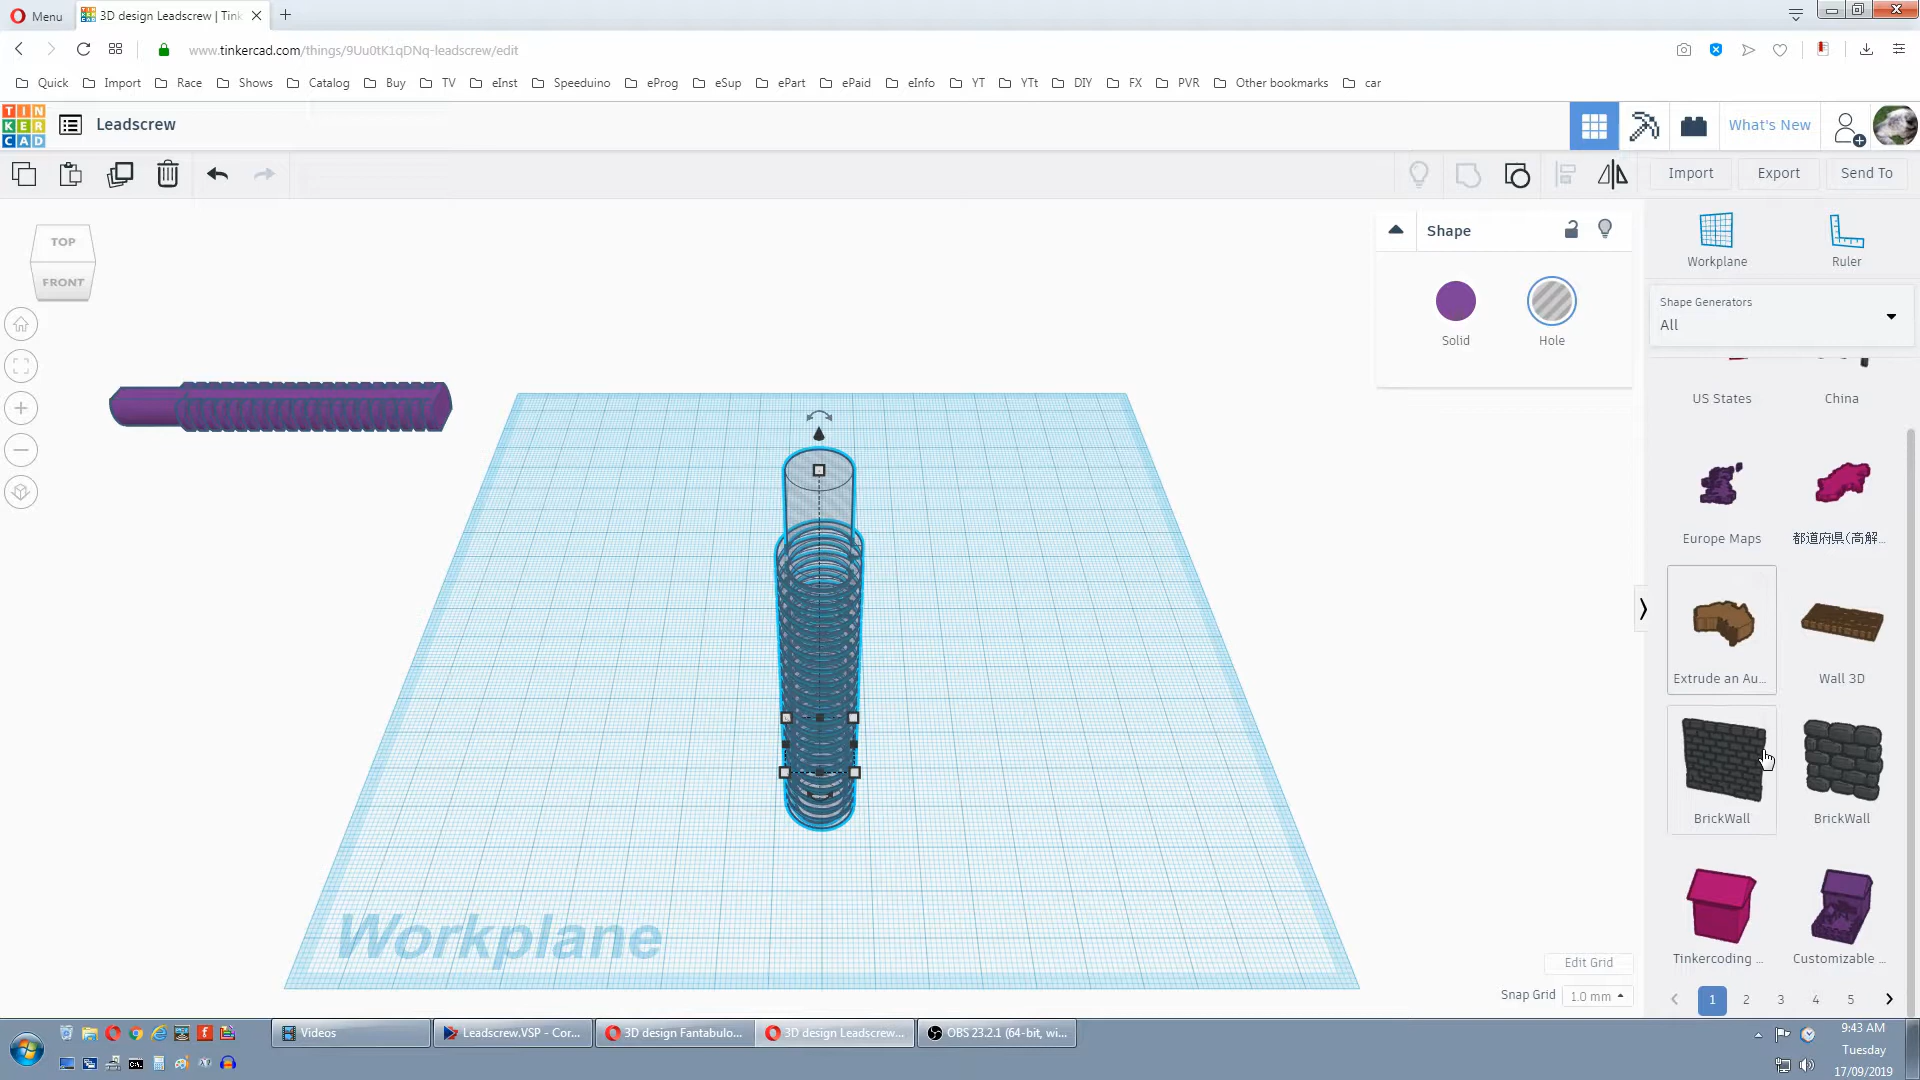 Menu
3D design Leadscrew | Tink
www.tinkercad.com/things/9Uu0tK1qDNq-leadscrew/edit
Quick Import Race Shows Catalog Buy TV eInst Speeduino eProg eSup ePart ePaid eInfo YT YTt DIY FX PVR Other bookmarks car
TIN
KER
CAD
Leadscrew
What's New
Import
Export
Send To
TOP
FRONT
Shape
Solid
Hole
Workplane
Ruler
Shape Generators
All
US States
China
Europe Maps
都道府県(高解...
Extrude an Au...
Wall 3D
BrickWall
BrickWall
Tinkercoding ...
Customizable ...
Workplane
Edit Grid
Snap Grid 1.0 mm
1 2 3 4 5
Videos
Leadscrew.VSP - Cor...
3D design Fantabulo...
3D design Leadscrew...
OBS 23.2.1 (64-bit, wi...
9:43 AM
Tuesday
17/09/2019